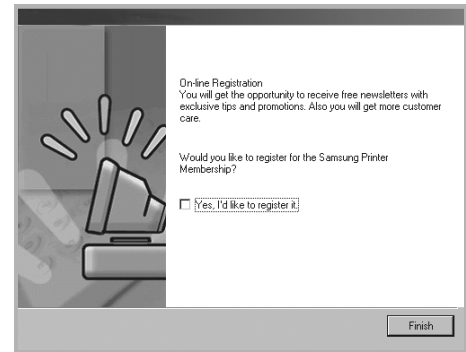 On-line Registration
You will get the opportunity to receive free newsletters with
exclusive tips and promotions. Also you will get more customer
care.
Would you like to register for the Samsung Printer
Membership?
Yes, I'd like to register it.
Finish